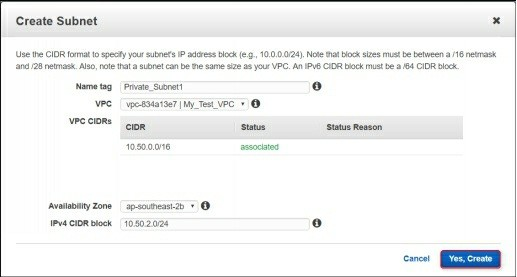 Create Subnet
Use the CIDR format to specify your subnet's IP address block (e.g., 10.0.0.0/24). Note that block sizes must be between a /16 netmask
and /28 netmask. Also, note that a subnet can be the same size as your VPC. An IPv6 CIDR block must be a /64 CIDR block.
Name tag Private_Subnet1
VPC vpc-834a13e7 | My_Test_VPC
VPC CIDRs
CIDR Status Status Reason
10.50.0.0/16 associated
Availability Zone ap-southeast-2b
IPv4 CIDR block 10.50.2.0/24
Cancel Yes, Create